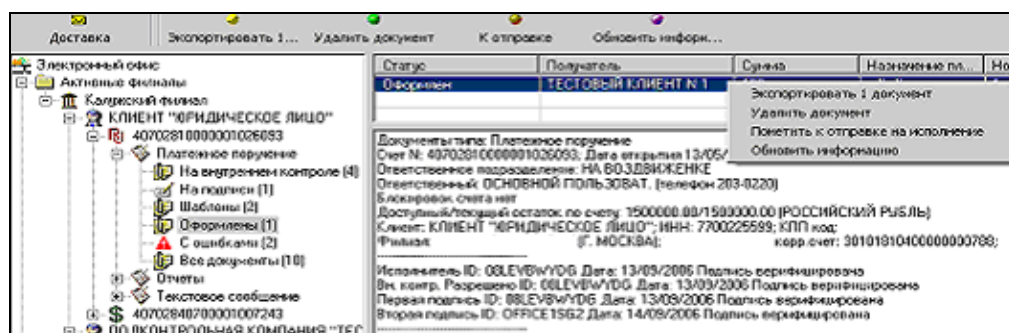 Доставка Экспортировать 1... Удалить документ К отправке Обновить информ...
Электронный офис
Активные филиалы
Калужский филиал
КЛИЕНТ "ЮРИДИЧЕСКОЕ ЛИЦО"
40702810000001026093
Платежное поручение
На внутреннем контроле (4)
На подписи (1)
Шаблоны (2)
Оформлены (1)
С ошибками (2)
Все документы (10)
Отчеты
Текстовое сообщение
40702840700001007243
ПОДКОНТРОЛЬНАЯ КОМПАНИЯ "ТЕС
Статус Получатель Сумма Назначение пл... Но
Оформлен ТЕСТОВЫЙ КЛИЕНТ N 1
Экспортировать 1 документ
Удалить документ
Пометить к отправке на исполнение
Обновить информацию
Документы типа: Платежное поручение
Счет N: 40702810000001026093; Дата открытия 13/05/
Ответственное подразделение: НА ВОЗДВИЖЕНКЕ
Ответственный: ОСНОВНОЙ ПОЛЬЗОВАТ. (телефон 203-0220)
Блокировок счета нет
Доступный/текущий остаток по счету: 1500000.00/1500000.00 (РОССИЙСКИЙ РУБЛЬ)
Клиент: КЛИЕНТ "ЮРИДИЧЕСКОЕ ЛИЦО"; ИНН: 7700225599; КПП код:
Филиал: (Г. МОСКВА); корр.счет: 30101810400000000788;
Исполнитель ID: 08LEVBWYDG Дата: 13/09/2006 Подпись верифицирована
Вн. контр. Разрешено ID: 08LEVBWYDG Дата: 13/09/2006 Подпись верифицирована
Первая подпись ID: 08LEVBWYDG Дата: 13/09/2006 Подпись верифицирована
Вторая подпись ID: OFFICE1SG2 Дата: 14/09/2006 Подпись верифицирована